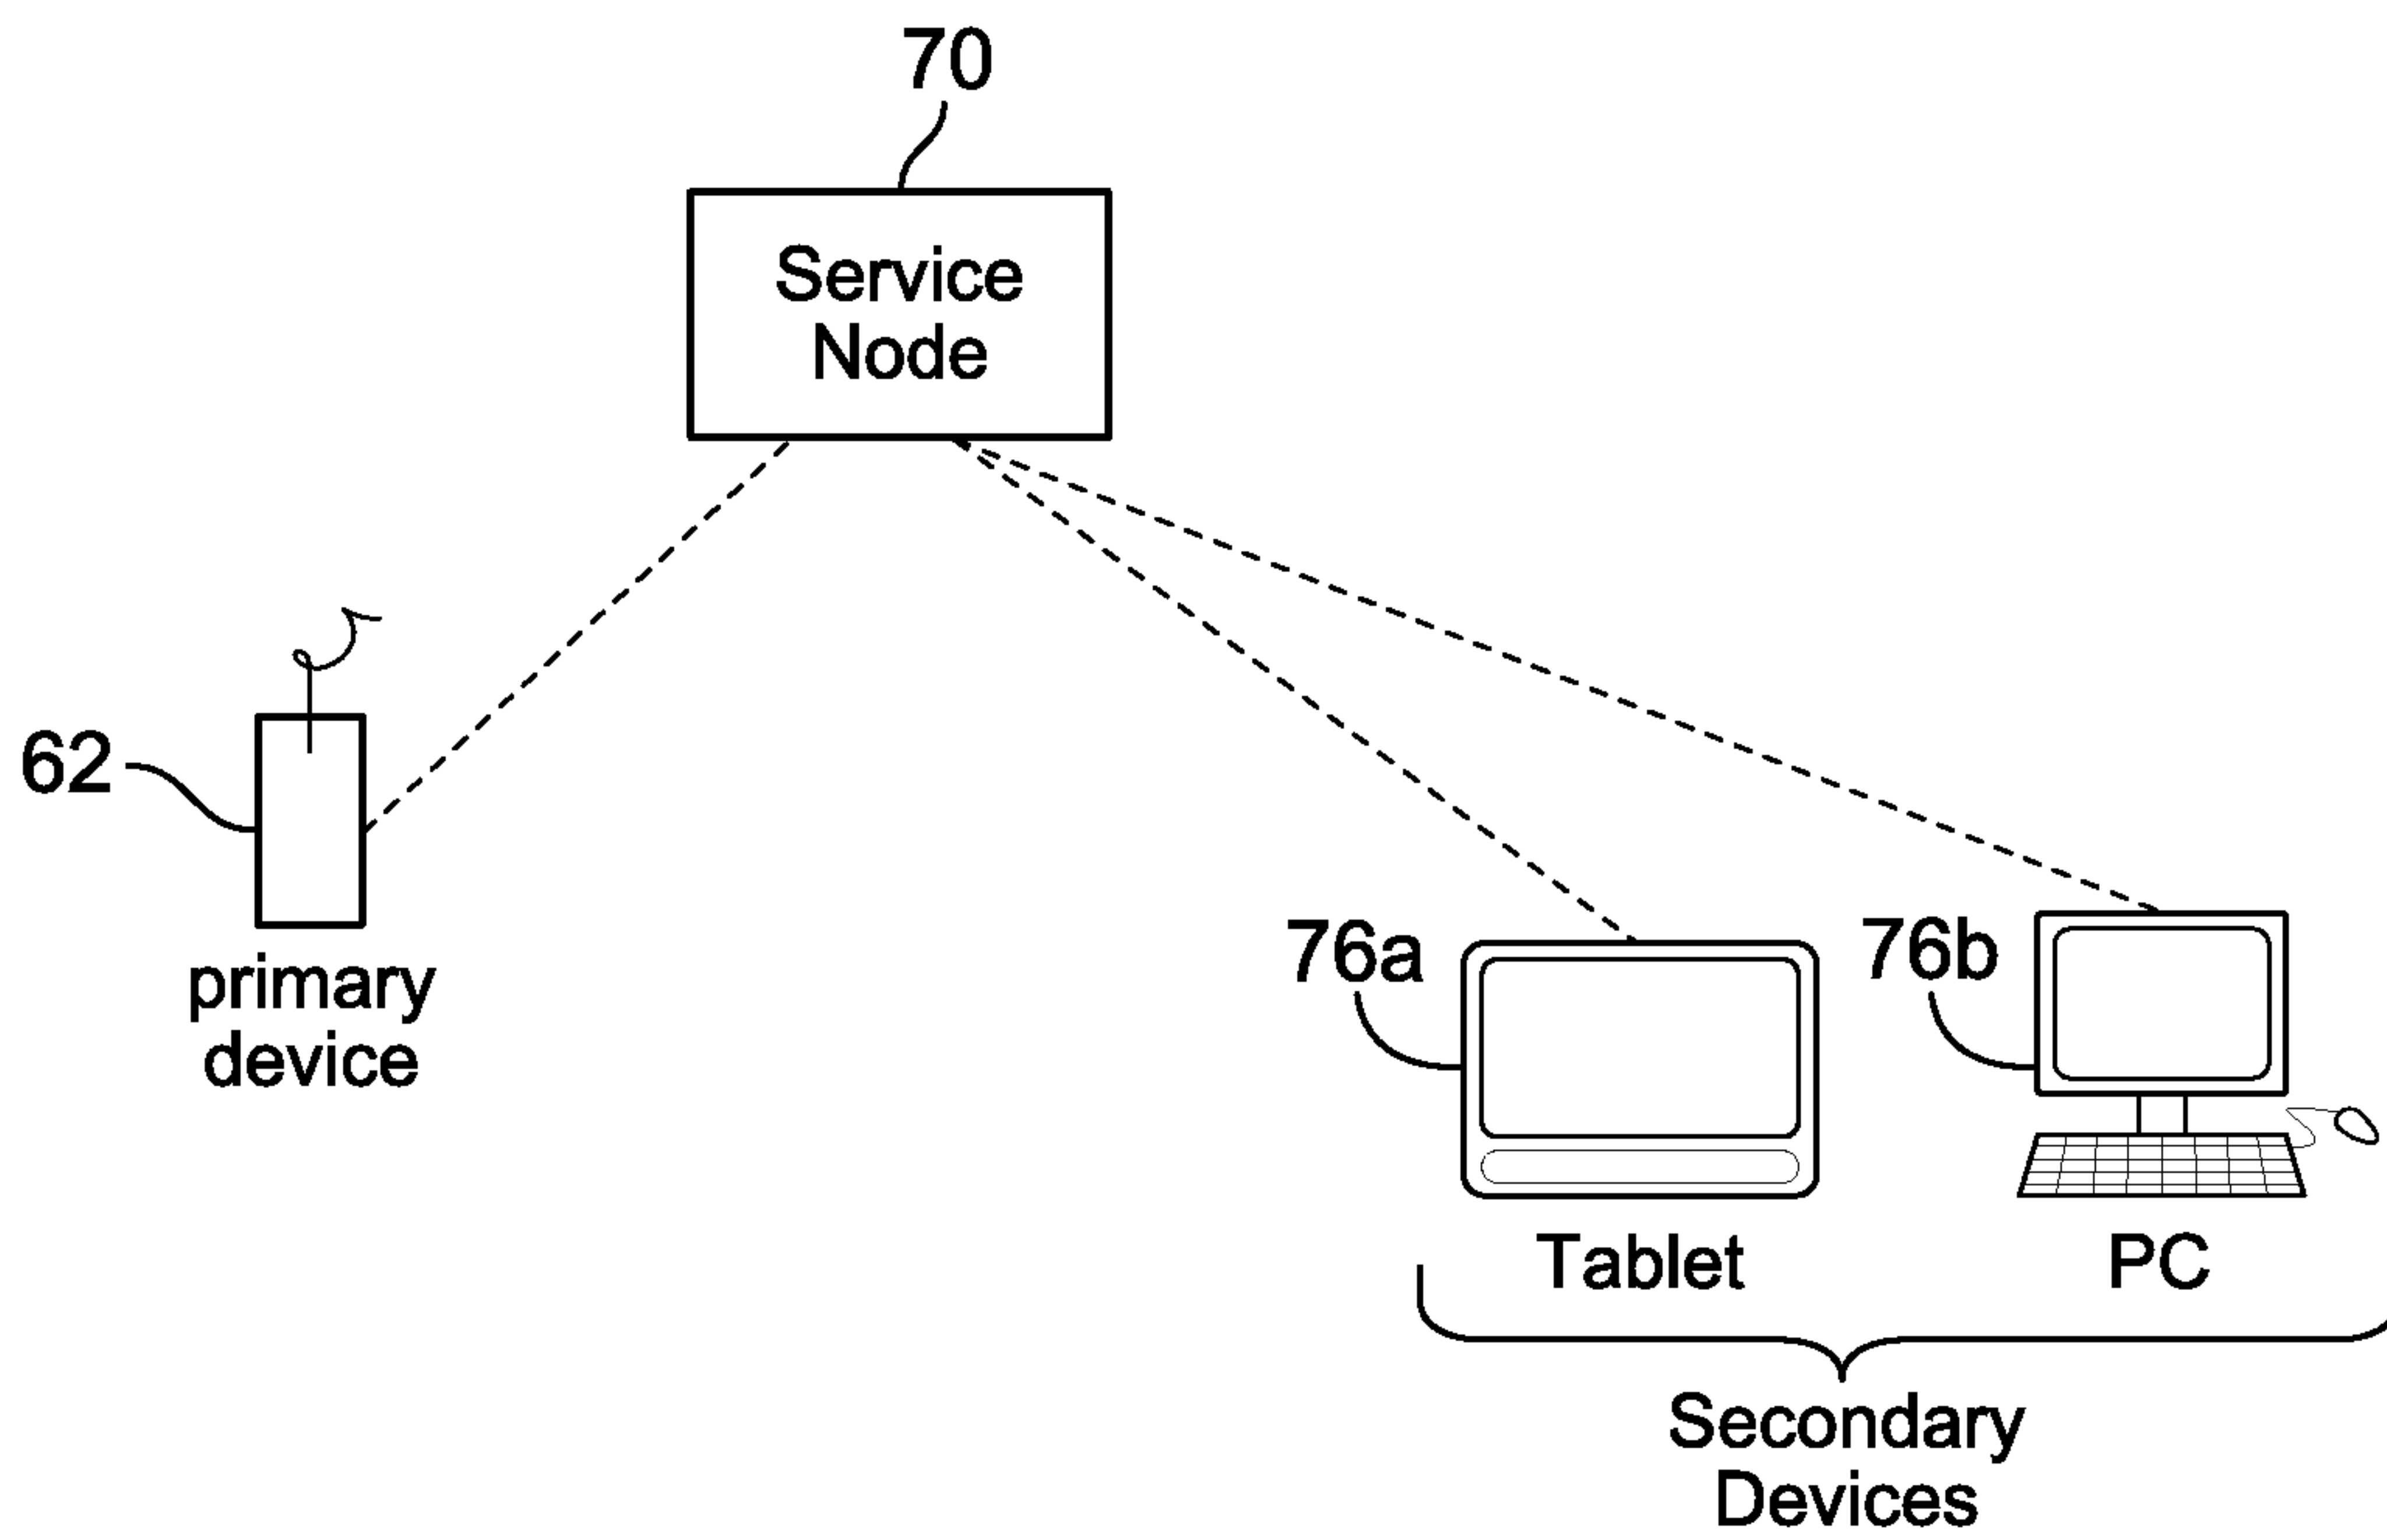 70
Service
Node
62
primary
device
76a
76b
Tablet
PC
Secondary
Devices